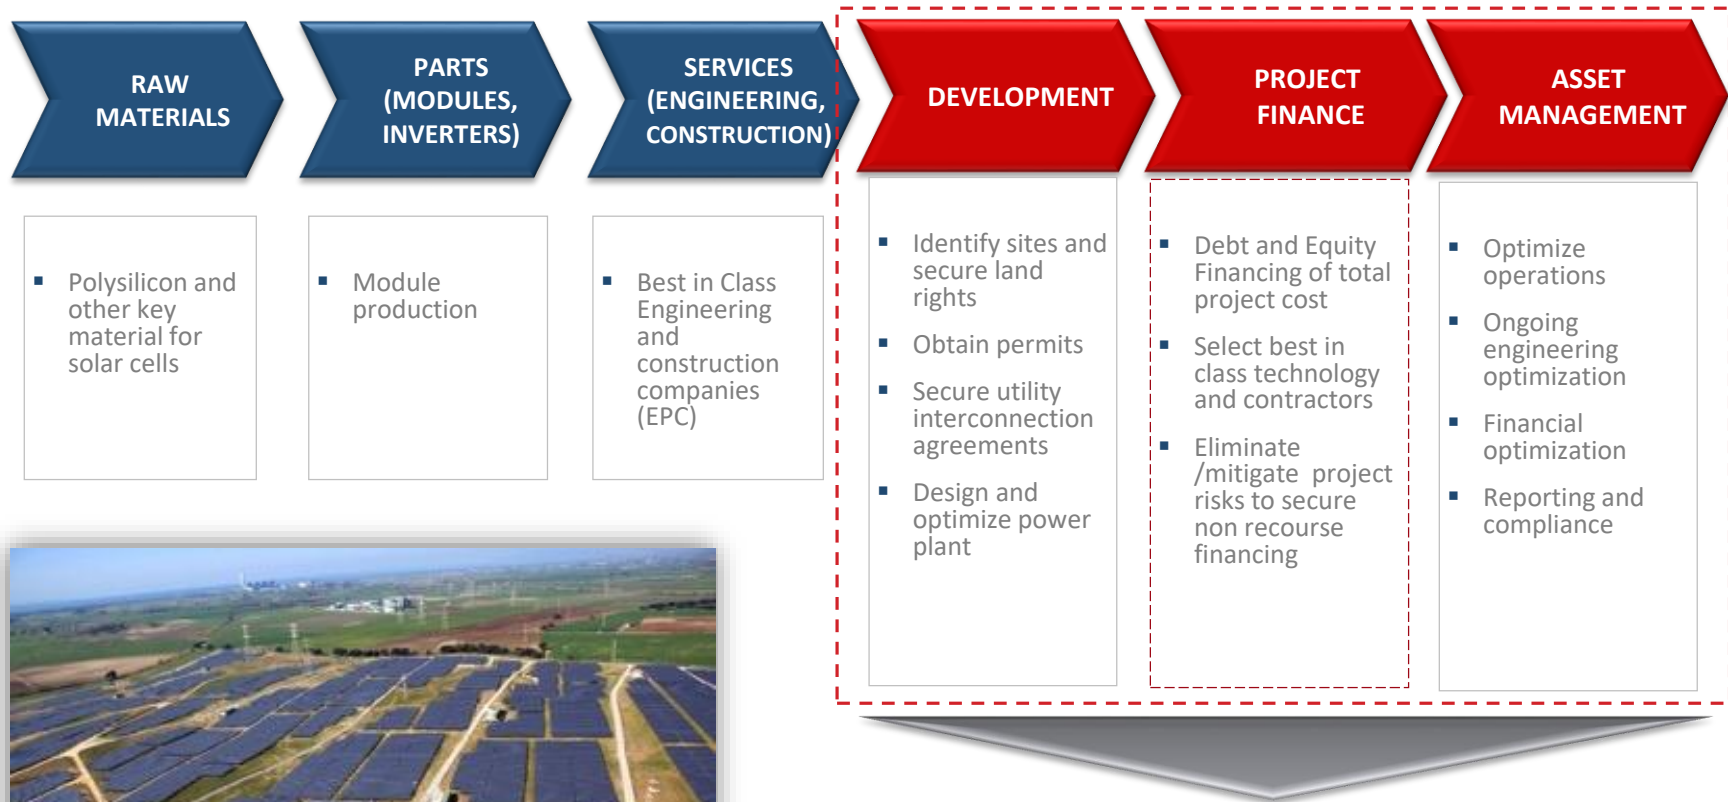 RAW
MATERIALS
PARTS
(MODULES,
INVERTERS)
SERVICES
(ENGINEERING,
CONSTRUCTION)
DEVELOPMENT
PROJECT
FINANCE
ASSET
MANAGEMENT
▪ Polysilicon and
other key
material for
solar cells
▪ Module
production
▪ Best in Class
Engineering
and
construction
companies
(EPC)
▪ Identify sites and
secure land
rights
▪ Obtain permits
▪ Secure utility
interconnection
agreements
▪ Design and
optimize power
plant
▪ Debt and Equity
Financing of total
project cost
▪ Select best in
class technology
and contractors
▪ Eliminate
/mitigate project
risks to secure
non recourse
financing
▪ Optimize
operations
▪ Ongoing
engineering
optimization
▪ Financial
optimization
▪ Reporting and
compliance